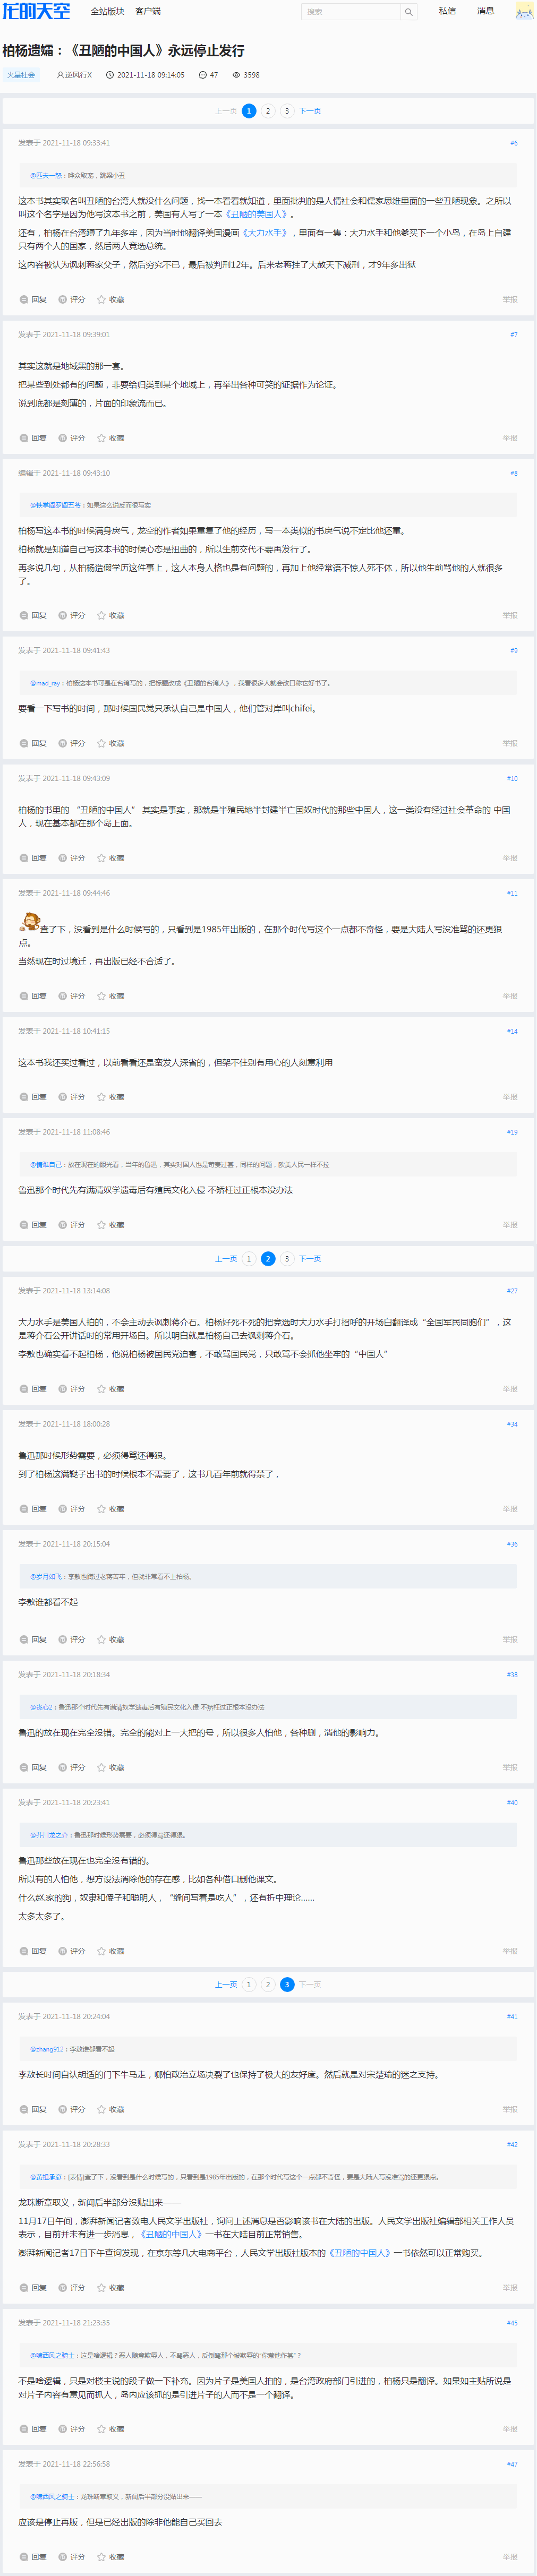 龙的天空
全站版块
客户端
搜索
私信
消息
柏杨遗孀：《丑陋的中国人》永远停止发行
火星社会
逆风行X
2021-11-18 09:14:05
47
3598
上一页 1 2 3 下一页
发表于 2021-11-18 09:33:41
#6
@匹夫一怒：哗众取宠，跳梁小丑
这本书其实取名叫丑陋的台湾人就没什么问题，找一本看看就知道，里面批判的是人情社会和儒家思维里面的一些丑陋现象。之所以
叫这个名字是因为他写这本书之前，美国有人写了一本《丑陋的美国人》。
还有，柏杨在台湾蹲了九年多牢，因为当时他翻译美国漫画《大力水手》，里面有一集：大力水手和他爹买下一个小岛，在岛上自建
只有两个人的国家，然后两人竞选总统。
这内容被认为讽刺蒋家父子，然后穷究不已，最后被判刑12年。后来老蒋挂了大赦天下减刑，才9年多出狱
回复 评分 收藏
举报
发表于 2021-11-18 09:39:01
#7
其实这就是地域黑的那一套。
把某些到处都有的问题，非要给归类到某个地域上，再举出各种可笑的证据作为论证。
说到底都是刻薄的，片面的印象流而已。
回复 评分 收藏
举报
编辑于 2021-11-18 09:43:10
#8
@铁掌阎罗阎五爷：如果这么说反而很写实
柏杨写这本书的时候满身戾气，龙空的作者如果重复了他的经历，写一本类似的书戾气说不定比他还重。
柏杨就是知道自己写这本书的时候心态是扭曲的，所以生前交代不要再发行了。
再多说几句，从柏杨造假学历这件事上，这人本身人格也是有问题的，再加上他经常语不惊人死不休，所以他生前骂他的人就很多
了。
回复 评分 收藏
举报
发表于 2021-11-18 09:41:43
#9
@mad_ray：柏杨这本书可是在台湾写的，把标题改成《丑陋的台湾人》，我看很多人就会改口称它好书了。
要看一下写书的时间，那时候国民党只承认自己是中国人，他们管对岸叫chifei。
回复 评分 收藏
举报
发表于 2021-11-18 09:43:09
#10
柏杨的书里的 “丑陋的中国人” 其实是事实，那就是半殖民地半封建半亡国奴时代的那些中国人，这一类没有经过社会革命的 中国
人，现在基本都在那个岛上面。
回复 评分 收藏
举报
发表于 2021-11-18 09:44:46
#11
查了下，没看到是什么时候写的，只看到是1985年出版的，在那个时代写这个一点都不奇怪，要是大陆人写没准骂的还更狠
点。
当然现在时过境迁，再出版已经不合适了。
回复 评分 收藏
举报
发表于 2021-11-18 10:41:15
#14
这本书我还买过看过，以前看看还是蛮发人深省的，但架不住别有用心的人刻意利用
回复 评分 收藏
举报
发表于 2021-11-18 11:08:46
#19
@情殇自己：放在现在的眼光看，当年的鲁迅，其实对国人也是苛责过甚，同样的问题，欧美人民一样不拉
鲁迅那个时代先有满清奴学遗毒后有殖民文化入侵 不矫枉过正根本没办法
回复 评分 收藏
举报
上一页 1 2 3 下一页
发表于 2021-11-18 13:14:08
#27
大力水手是美国人拍的，不会主动去讽刺蒋介石。柏杨好死不死的把竞选时大力水手打招呼的开场白翻译成“全国军民同胞们”，这
是蒋介石公开讲话时的常用开场白。所以明白就是柏杨自己去讽刺蒋介石。
李敖也确实看不起柏杨，他说柏杨被国民党迫害，不敢骂国民党，只敢骂不会抓他坐牢的“中国人”
回复 评分 收藏
举报
发表于 2021-11-18 18:00:28
#34
鲁迅那时候形势需要，必须得骂还得狠。
到了柏杨这满鞑子出书的时候根本不需要了，这书几百年前就得禁了，
回复 评分 收藏
举报
发表于 2021-11-18 20:15:04
#36
@岁月如飞：李敖也蹲过老蒋苦牢，但就非常看不上柏杨。
李敖谁都看不起
回复 评分 收藏
举报
发表于 2021-11-18 20:18:34
#38
@丧心2：鲁迅那个时代先有满清奴学遗毒后有殖民文化入侵 不矫枉过正根本没办法
鲁迅的放在现在完全没错。完全的能对上一大把的号，所以很多人怕他，各种删，消他的影响力。
回复 评分 收藏
举报
发表于 2021-11-18 20:23:41
#40
@芥川龙之介：鲁迅那时候形势需要，必须得骂还得狠。
鲁迅那些放在现在也完全没有错的。
所以有的人怕他，想方设法消除他的存在感，比如各种借口删他课文。
什么赵.家的狗，奴隶和傻子和聪明人，“缝间写着是吃人”，还有折中理论......
太多太多了。
回复 评分 收藏
举报
上一页 1 2 3 下一页
发表于 2021-11-18 20:24:04
#41
@zhang912：李敖谁都看不起
李敖长时间自认胡适的门下牛马走，哪怕政治立场决裂了也保持了极大的友好度。然后就是对宋楚瑜的迷之支持。
回复 评分 收藏
举报
发表于 2021-11-18 20:28:33
#42
@黄祖承彦：[表情]查了下，没看到是什么时候写的，只看到是1985年出版的，在那个时代写这个一点都不奇怪，要是大陆人写没准骂的还更狠点。
龙珠断章取义，新闻后半部分没贴出来——
11月17日午间，澎湃新闻记者致电人民文学出版社，询问上述消息是否影响该书在大陆的出版。人民文学出版社编辑部相关工作人员
表示，目前并未有进一步消息，《丑陋的中国人》一书在大陆目前正常销售。
澎湃新闻记者17日下午查询发现，在京东等几大电商平台，人民文学出版社版本的《丑陋的中国人》一书依然可以正常购买。
回复 评分 收藏
举报
发表于 2021-11-18 21:23:35
#45
@啸西风之骑士：这是啥逻辑？恶人随意欺辱人，不骂恶人，反倒骂那个被欺辱的“你惹他作甚”？
不是啥逻辑，只是对楼主说的段子做一下补充。因为片子是美国人拍的，是台湾政府部门引进的，柏杨只是翻译。如果如主贴所说是
对片子内容有意见而抓人，岛内应该抓的是引进片子的人而不是一个翻译。
回复 评分 收藏
举报
发表于 2021-11-18 22:56:58
#47
@啸西风之骑士：龙珠断章取义，新闻后半部分没贴出来——
应该是停止再版，但是已经出版的除非他能自己买回去
回复 评分 收藏
举报